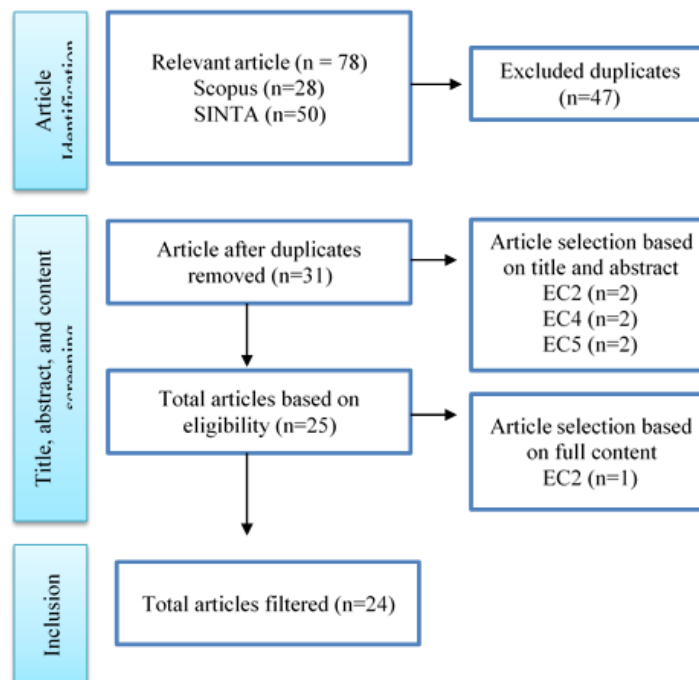 Article
Identification
Relevant article (n = 78)
Scopus (n=28)
SINTA (n=50)
Excluded duplicates
(n=47)
Title, abstract, and content
screening
Article after duplicates
removed (n=31)
Article selection based
on title and abstract
EC2 (n=2)
EC4 (n=2)
EC5 (n=2)
Total articles based on
eligibility (n=25)
Article selection based
on full content
EC2 (n=1)
Inclusion
Total articles filtered (n=24)